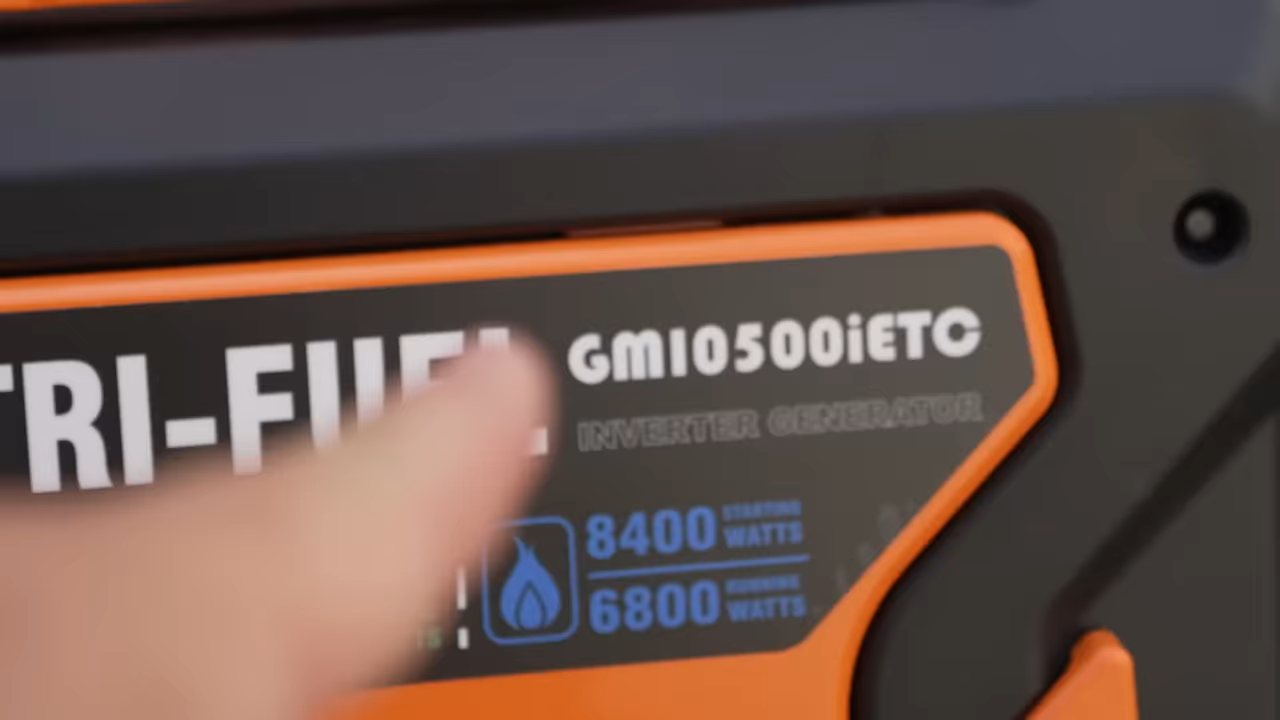 TRI-FUEL
GM10500iETC
INVERTER GENERATOR
8400 STARTING WATTS
6800 RUNNING WATTS